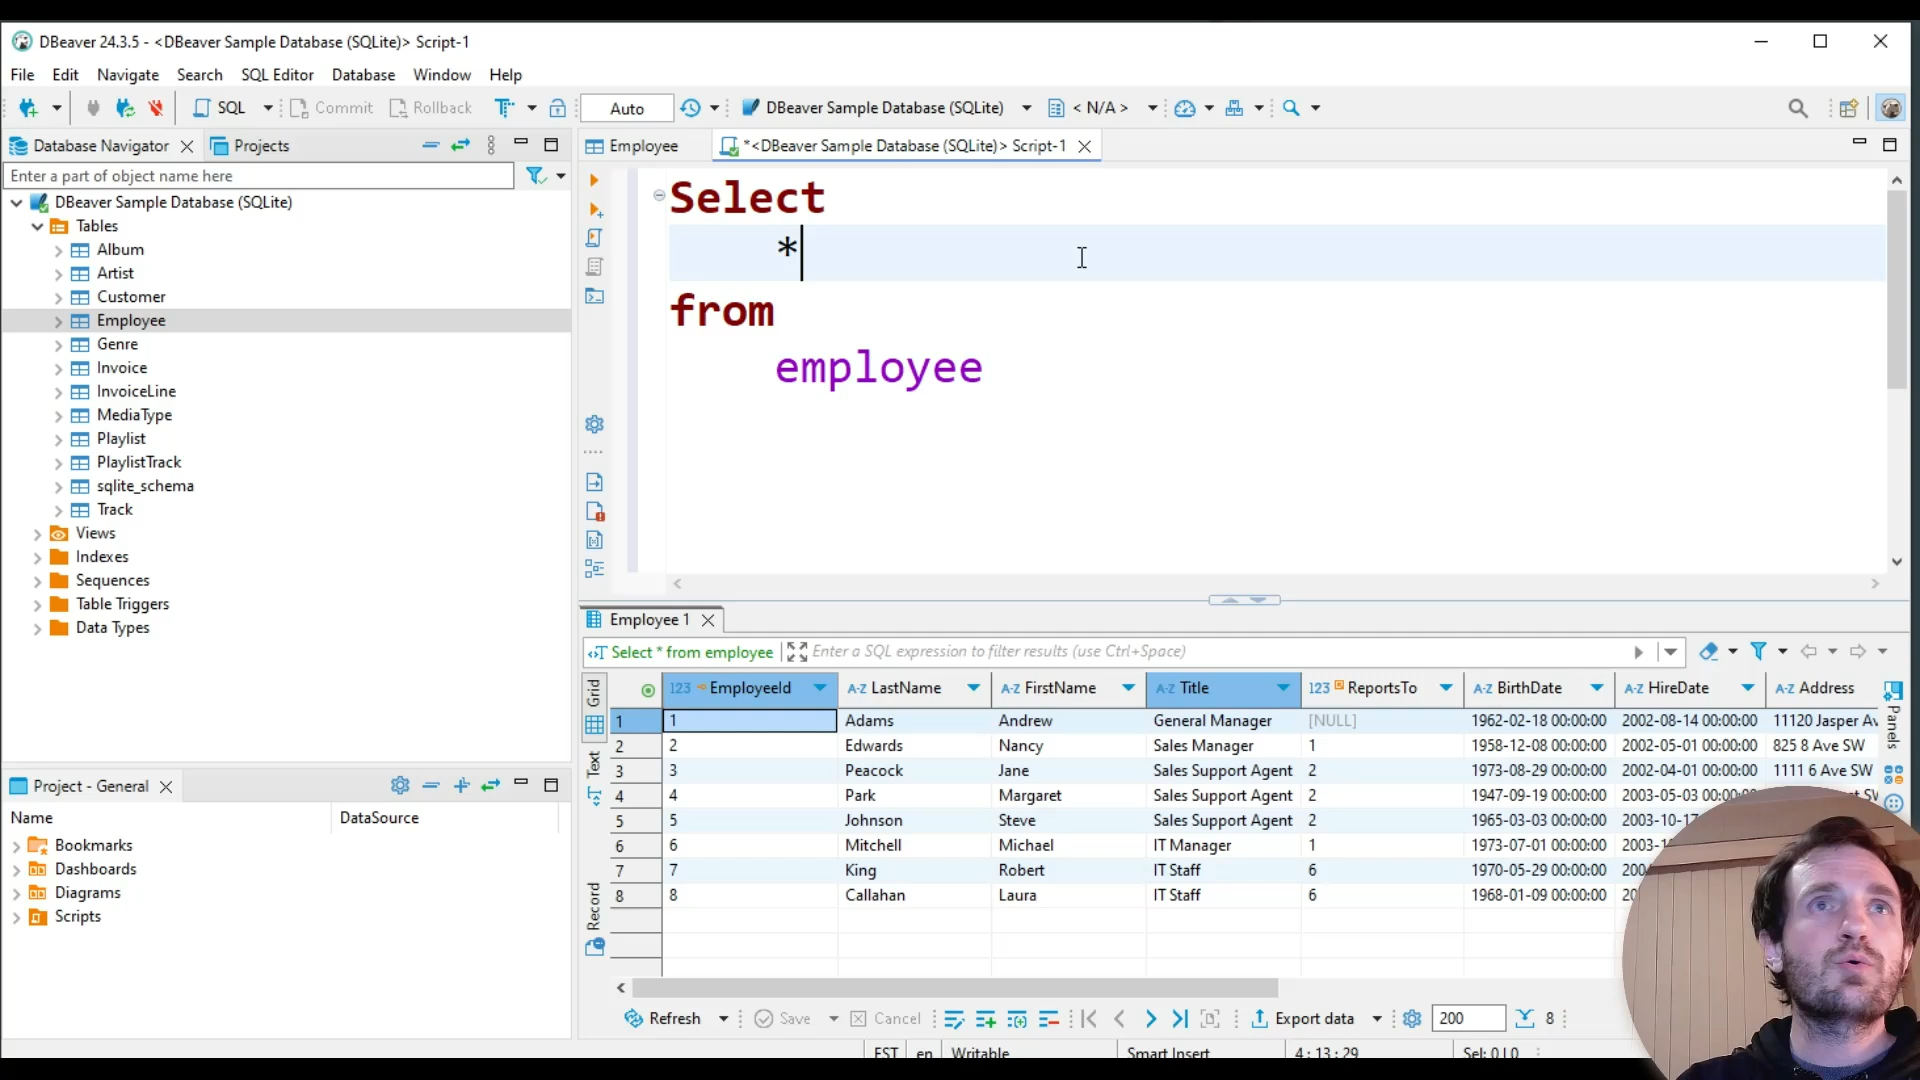 DBeaver 24.3.5 - <DBeaver Sample Database (SQLite)> Script-1
File Edit Navigate Search SQL Editor Database Window Help
SQL Commit Rollback Auto DBeaver Sample Database (SQLite) < N/A >
Database Navigator Projects
Employee *<DBeaver Sample Database (SQLite)> Script-1
Enter a part of object name here
DBeaver Sample Database (SQLite)
Tables
Album
Artist
Customer
Employee
Genre
Invoice
InvoiceLine
MediaType
Playlist
PlaylistTrack
sqlite_schema
Track
Views
Indexes
Sequences
Table Triggers
Data Types
Project - General
Name DataSource
Bookmarks
Dashboards
Diagrams
Scripts
Select
*
from
employee
Employee 1
Select * from employee Enter a SQL expression to filter results (use Ctrl+Space)
Grid
Text
Record
Panels
123 EmployeeId A-Z LastName A-Z FirstName A-Z Title 123 ReportsTo A-Z BirthDate A-Z HireDate A-Z Address
1 1 Adams Andrew General Manager [NULL] 1962-02-18 00:00:00 2002-08-14 00:00:00 11120 Jasper Av
2 2 Edwards Nancy Sales Manager 1 1958-12-08 00:00:00 2002-05-01 00:00:00 825 8 Ave SW
3 3 Peacock Jane Sales Support Agent 2 1973-08-29 00:00:00 2002-04-01 00:00:00 1111 6 Ave SW
4 4 Park Margaret Sales Support Agent 2 1947-09-19 00:00:00 2003-05-03
5 5 Johnson Steve Sales Support Agent 2 1965-03-03 00:00:00 2003-10-17
6 6 Mitchell Michael IT Manager 1 1973-07-01 00:00:00 2003-1
7 7 King Robert IT Staff 6 1970-05-29 00:00:00 200
8 8 Callahan Laura IT Staff 6 1968-01-09 00:00:00 20
Refresh Save Cancel Export data 200 8
EST en Writable Smart Insert 4 : 13 : 29 Sel: 0 | 0